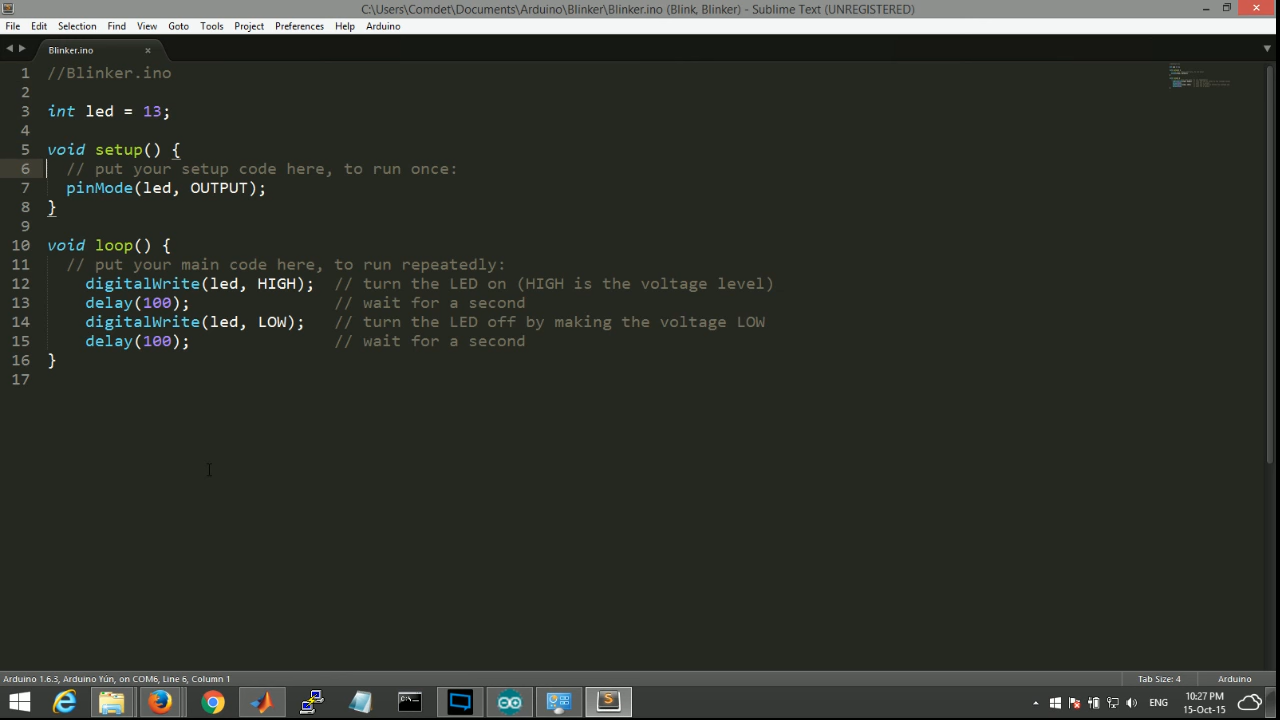 C:\Users\Comdet\Documents\Arduino\Blinker\Blinker.ino (Blink, Blinker) - Sublime Text (UNREGISTERED)
File Edit Selection Find View Goto Tools Project Preferences Help Arduino
Blinker.ino
1 //Blinker.ino
2
3 int led = 13;
4
5 void setup() {
6 // put your setup code here, to run once:
7 pinMode(led, OUTPUT);
8 }
9
10 void loop() {
11 // put your main code here, to run repeatedly:
12 digitalWrite(led, HIGH); // turn the LED on (HIGH is the voltage level)
13 delay(100); // wait for a second
14 digitalWrite(led, LOW); // turn the LED off by making the voltage LOW
15 delay(100); // wait for a second
16 }
17
Arduino 1.6.3, Arduino Yún, on COM6, Line 6, Column 1 Tab Size: 4 Arduino
ENG 10:27 PM
15-Oct-15